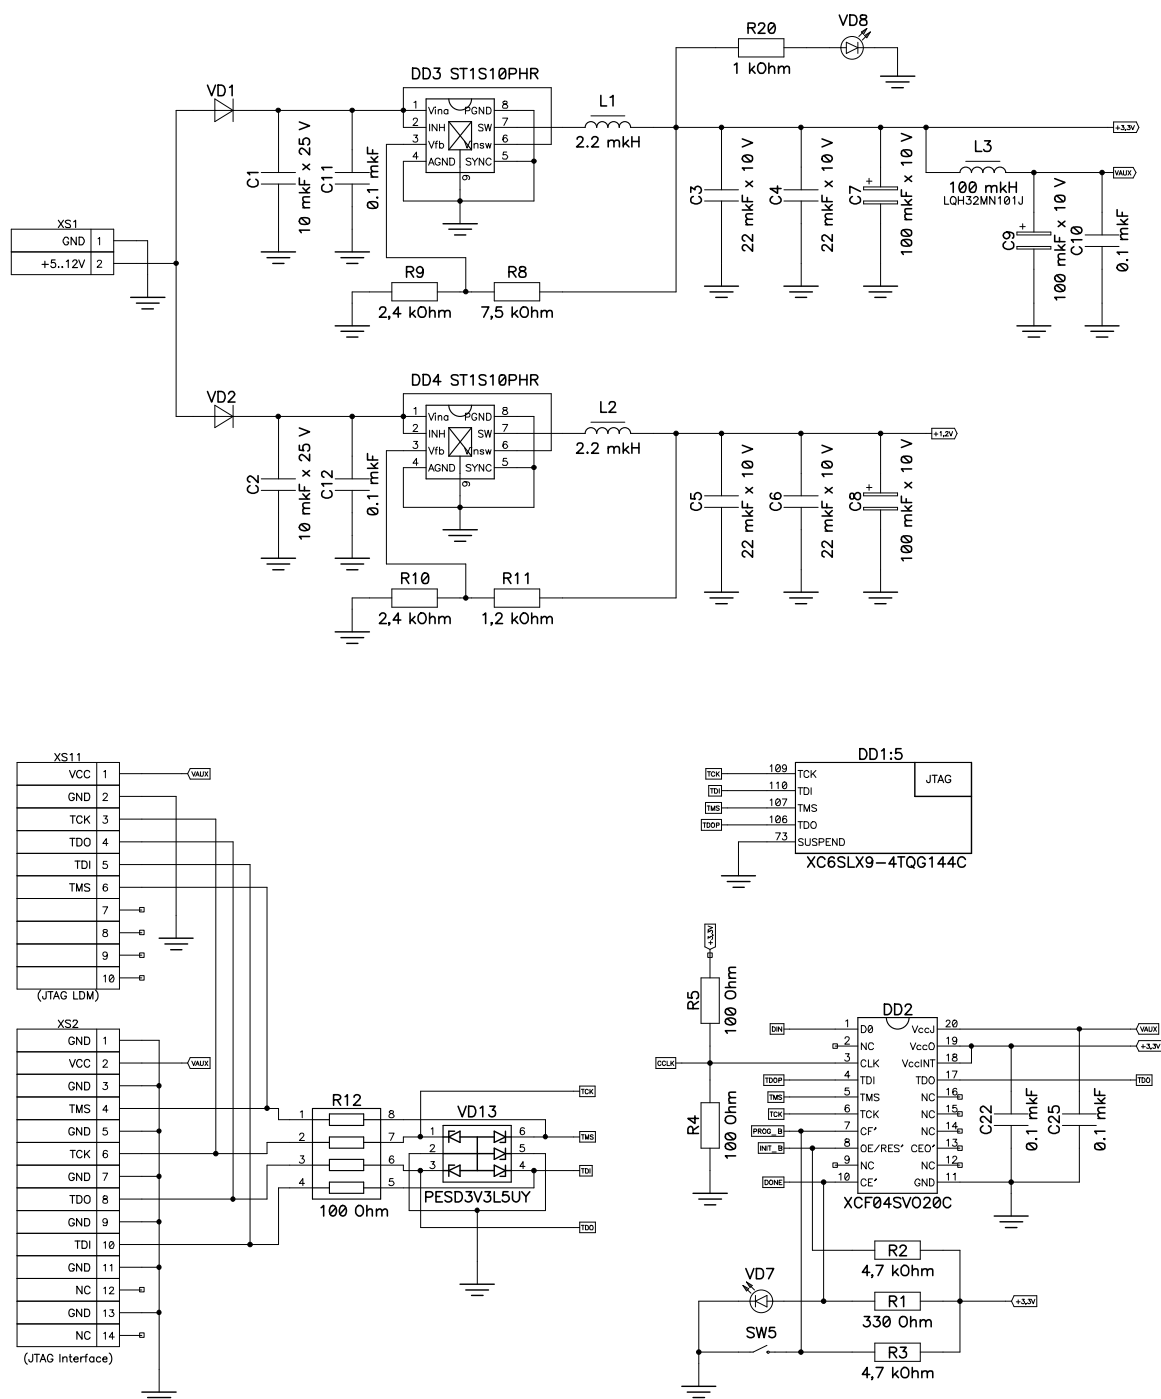 R20
1 kOhm
VD8
VD1
DD3 ST1S10PHR
1 Vina PGND 8
2 INH SW 7
3 Vfb Vnsw 6
4 AGND SYNC 5
9
L1
2.2 mkH
+3,3V
L3
100 mkH
LQH32MN101J
VAUX
C1
10 mkF x 25 V
C11
0.1 mkF
C3
22 mkF x 10 V
C4
22 mkF x 10 V
C7
+
100 mkF x 10 V
C9
+
100 mkF x 10 V
C10
0.1 mkF
XS1
GND 1
+5..12V 2
R9
2,4 kOhm
R8
7,5 kOhm
VD2
DD4 ST1S10PHR
1 Vina PGND 8
2 INH SW 7
3 Vfb Vnsw 6
4 AGND SYNC 5
9
L2
2.2 mkH
+1,2V
C2
10 mkF x 25 V
C12
0.1 mkF
C5
22 mkF x 10 V
C6
22 mkF x 10 V
C8
+
100 mkF x 10 V
R10
2,4 kOhm
R11
1,2 kOhm
XS11
VCC 1
VAUX
GND 2
TCK 3
TDO 4
TDI 5
TMS 6
7
8
9
10
(JTAG LDM)
DD1:5
JTAG
TCK 109 TCK
TDI 110 TDI
TMS 107 TMS
TDOP 106 TDO
73 SUSPEND
XC6SLX9-4TQG144C
XS2
GND 1
VCC 2
VAUX
GND 3
TMS 4
GND 5
TCK 6
GND 7
TDO 8
GND 9
TDI 10
GND 11
NC 12
GND 13
NC 14
(JTAG Interface)
R12
1 8
2 7
3 6
4 5
100 Ohm
VD13
1 6
2 5
3 4
PESD3V3L5UY
TCK
TMS
TDI
TDO
+3,3V
R5
100 Ohm
R4
100 Ohm
CCLK
DD2
DIN 1 D0 VccJ 20 VAUX
2 NC VccO 19 +3,3V
3 CLK VccINT 18
TDOP 4 TDI TDO 17 TDO
TMS 5 TMS NC 16
TCK 6 TCK NC 15
PROG_B 7 CF' NC 14
INIT_B 8 OE/RES' CEO' 13
9 NC NC 12
DONE 10 CE' GND 11
XCF04SVO20C
C22
0.1 mkF
C25
0.1 mkF
R2
4,7 kOhm
VD7
R1
330 Ohm
+3,3V
SW5
R3
4,7 kOhm